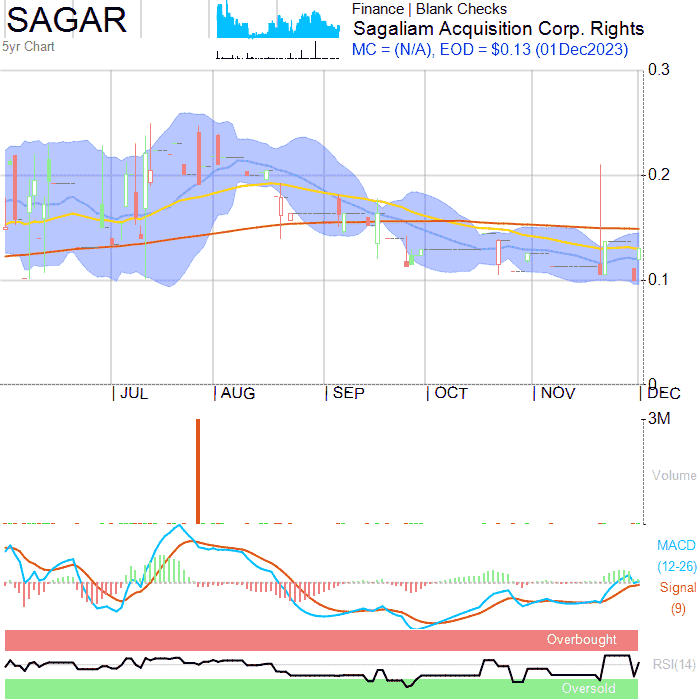 SAGAR
5yr Chart
Finance | Blank Checks
Sagaliam Acquisition Corp. Rights
MC = (N/A), EOD = $0.13 (01Dec2023)
0.3
0.2
0.1
0
JUL
AUG
SEP
OCT
NOV
DEC
3M
Volume
MACD
(12-26)
Signal
(9)
Overbought
RSI(14)
Oversold